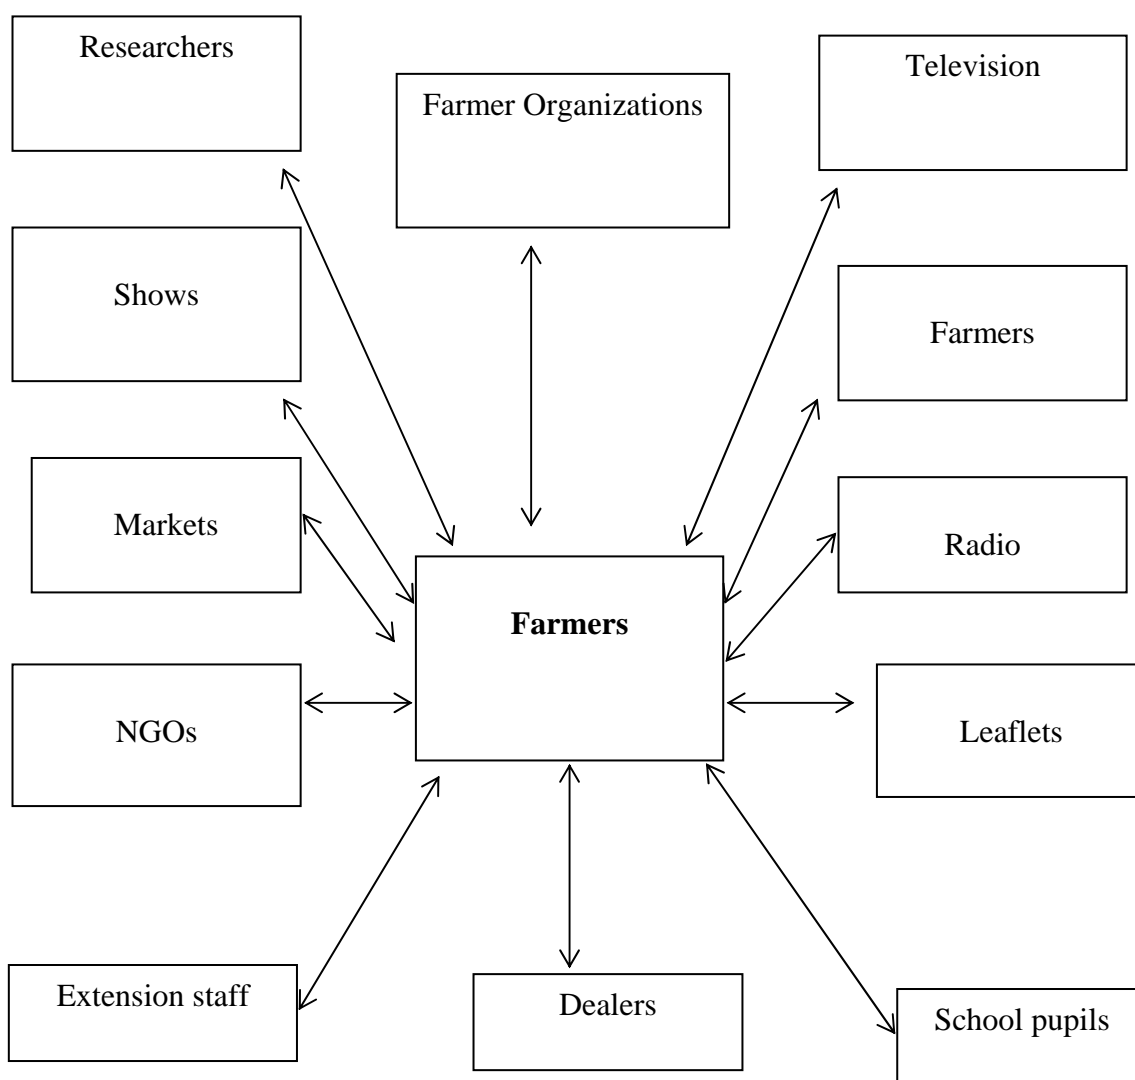 Researchers
Farmer Organizations
Television
Shows
Farmers
Markets
Radio
Farmers
NGOs
Leaflets
Extension staff
Dealers
School pupils